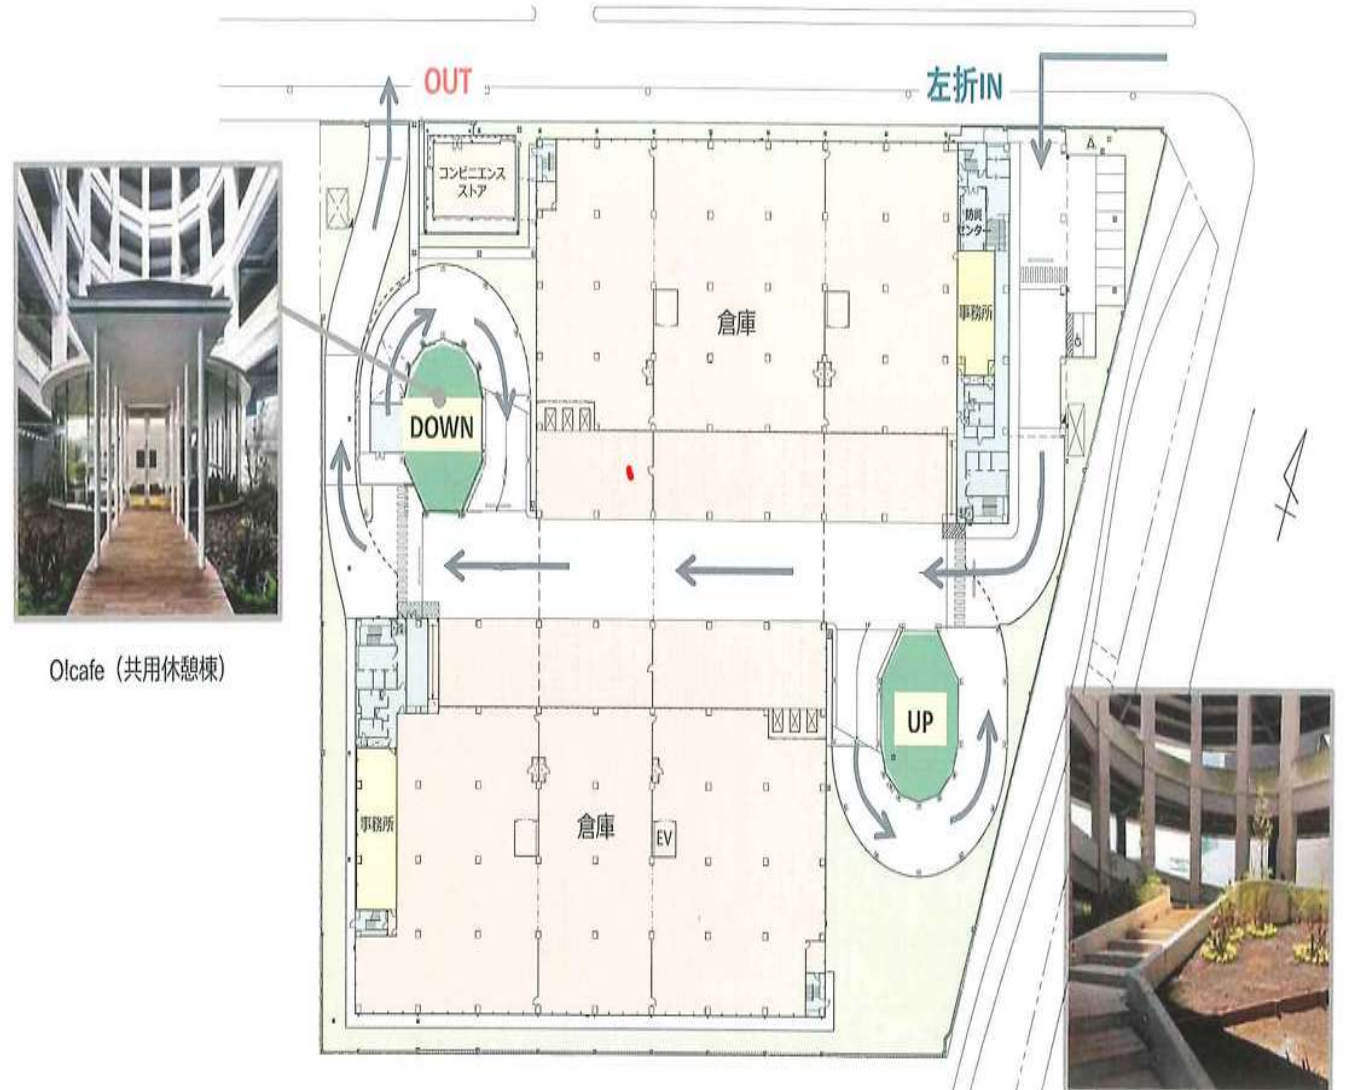 OUT
左折IN
コンビニエンス
ストア
防災
センター
倉庫
事務所
DOWN
O!cafe（共用休憩棟）
UP
事務所
倉庫
EV